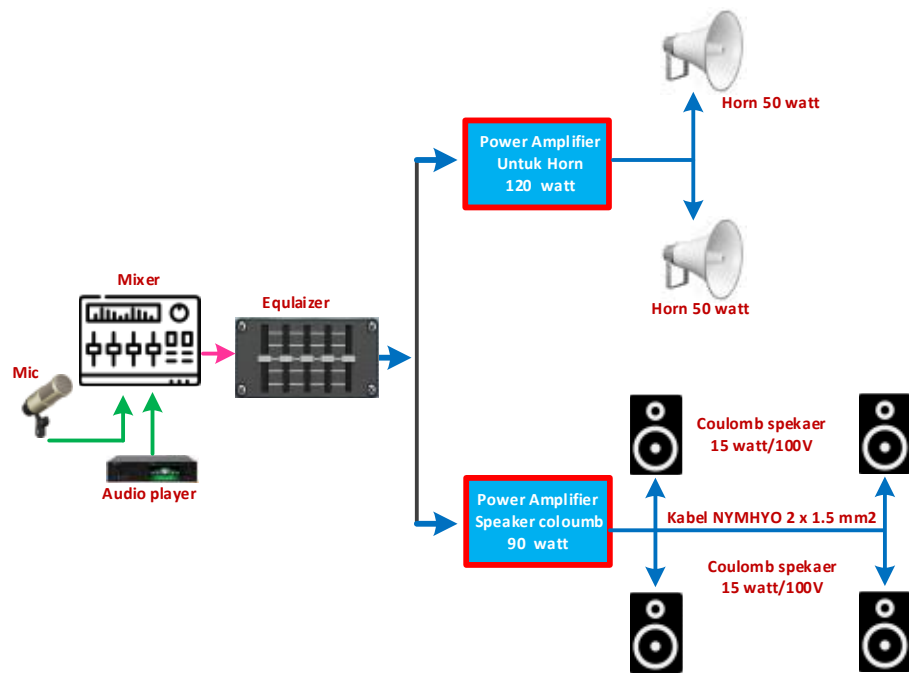 Horn 50 watt
Power Amplifier
Untuk Horn
120 watt
Horn 50 watt
Mixer
Equlaizer
Mic
Audio player
Coulomb spekaer
15 watt/100V
Power Amplifier
Speaker coloumb
90 watt
Kabel NYMHYO 2 x 1.5 mm2
Coulomb spekaer
15 watt/100V